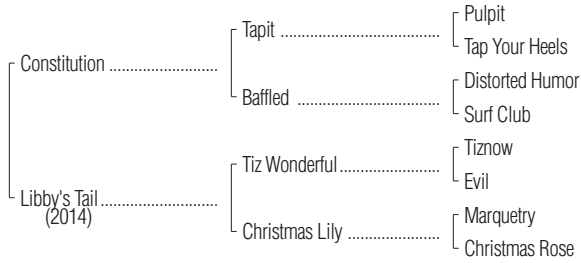 Pulpit
Tapit ..............................................
Tap Your Heels
Constitution ...............................
Distorted Humor
Baffled .........................................
Surf Club
Tiznow
Tiz Wonderful.............................
Evil
Libby's Tail.................................
(2014)
Marquetry
Christmas Lily ..........................
Christmas Rose